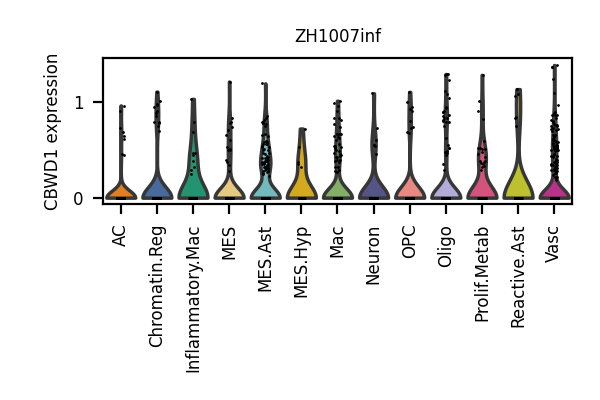 ZH1007inf
CBWD1 expression
1
0
AC
Chromatin.Reg
Inflammatory.Mac
MES
MES.Ast
MES.Hyp
Mac
Neuron
OPC
Oligo
Prolif.Metab
Reactive.Ast
Vasc